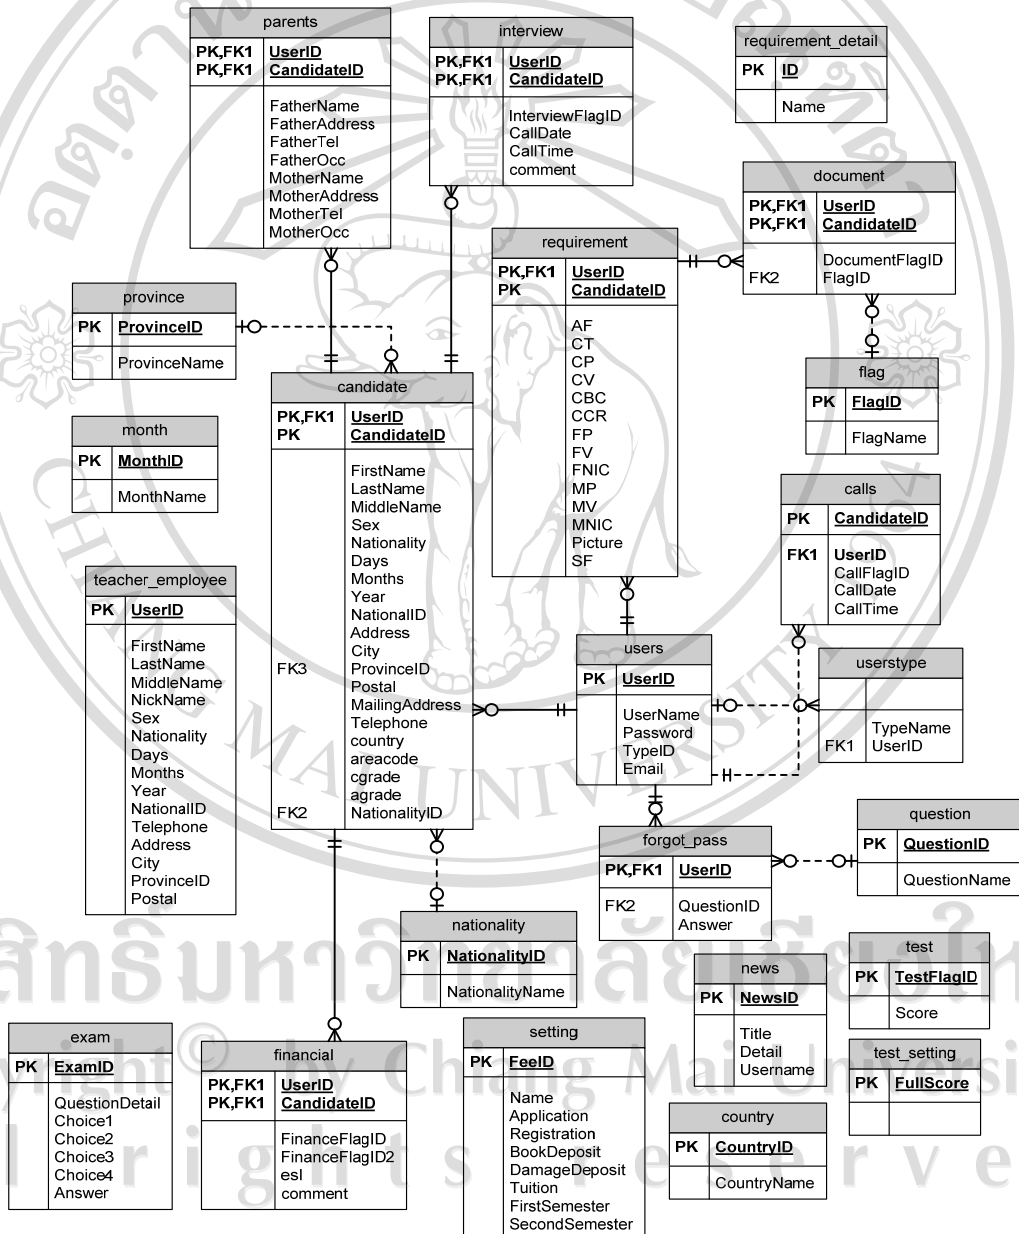 parents
PK,FK1 UserID
PK,FK1 CandidateID
FatherName
FatherAddress
FatherTel
FatherOcc
MotherName
MotherAddress
MotherTel
MotherOcc
interview
PK,FK1 UserID
PK,FK1 CandidateID
InterviewFlagID
CallDate
CallTime
comment
requirement_detail
PK ID
Name
document
PK,FK1 UserID
PK,FK1 CandidateID
DocumentFlagID
FK2 FlagID
requirement
PK,FK1 UserID
PK CandidateID
AF
CT
CP
CV
CBC
CCR
FP
FV
FNIC
MP
MV
MNIC
Picture
SF
province
PK ProvinceID
ProvinceName
flag
PK FlagID
FlagName
candidate
PK,FK1 UserID
PK CandidateID
FirstName
LastName
MiddleName
Sex
Nationality
Days
Months
Year
NationalID
Address
City
FK3 ProvinceID
Postal
MailingAddress
Telephone
country
areacode
cgrade
agrade
FK2 NationalityID
month
PK MonthID
MonthName
calls
PK CandidateID
FK1 UserID
CallFlagID
CallDate
CallTime
teacher_employee
PK UserID
FirstName
LastName
MiddleName
NickName
Sex
Nationality
Days
Months
Year
NationalID
Telephone
Address
City
ProvinceID
Postal
users
PK UserID
UserName
Password
TypeID
Email
userstype
TypeName
FK1 UserID
forgot_pass
PK,FK1 UserID
FK2 QuestionID
Answer
question
PK QuestionID
QuestionName
nationality
PK NationalityID
NationalityName
news
PK NewsID
Title
Detail
Username
test
PK TestFlagID
Score
exam
PK ExamID
QuestionDetail
Choice1
Choice2
Choice3
Choice4
Answer
financial
PK,FK1 UserID
PK,FK1 CandidateID
FinanceFlagID
FinanceFlagID2
esl
comment
setting
PK FeeID
Name
Application
Registration
BookDeposit
DamageDeposit
Tuition
FirstSemester
SecondSemester
test_setting
PK FullScore
country
PK CountryID
CountryName
CHIANG MAI UNIVERSITY 1964
by Chiang Mai